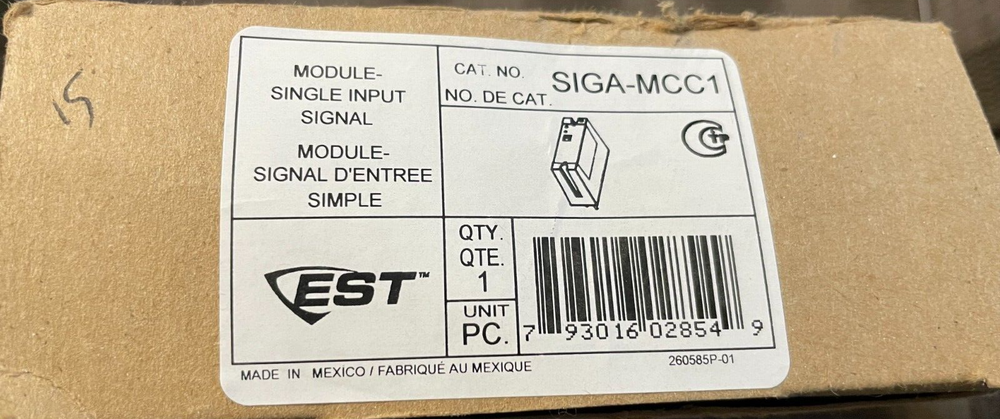 15
MODULE-
SINGLE INPUT
SIGNAL
MODULE-
SIGNAL D'ENTREE
SIMPLE
CAT. NO.
NO. DE CAT.
SIGA-MCC1
EST™
QTY.
QTE.
1
UNIT
PC.
7 93016 02854 9
260585P-01
MADE IN MEXICO / FABRIQUÉ AU MEXIQUE